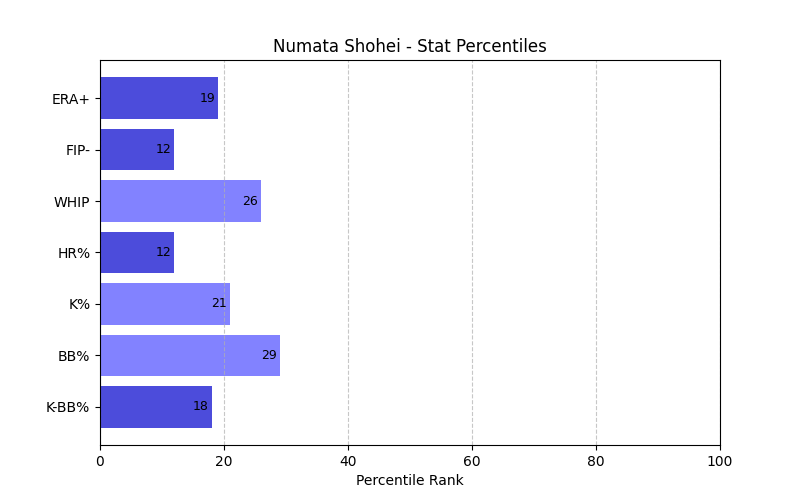 Numata Shohei - Stat Percentiles
ERA+ 19
FIP- 12
WHIP 26
HR% 12
K% 21
BB% 29
K-BB% 18
0 20 40 60 80 100
Percentile Rank